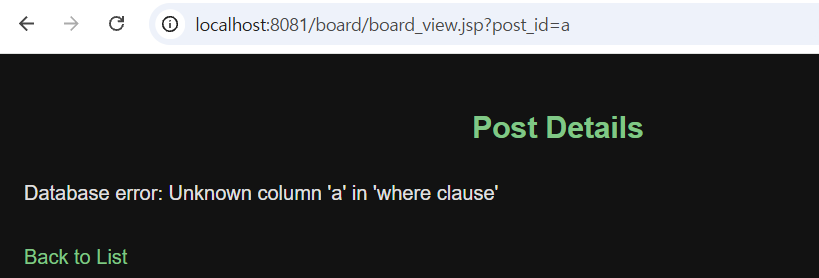 localhost:8081/board/board_view.jsp?post_id=a
Post Details
Database error: Unknown column 'a' in 'where clause'
Back to List